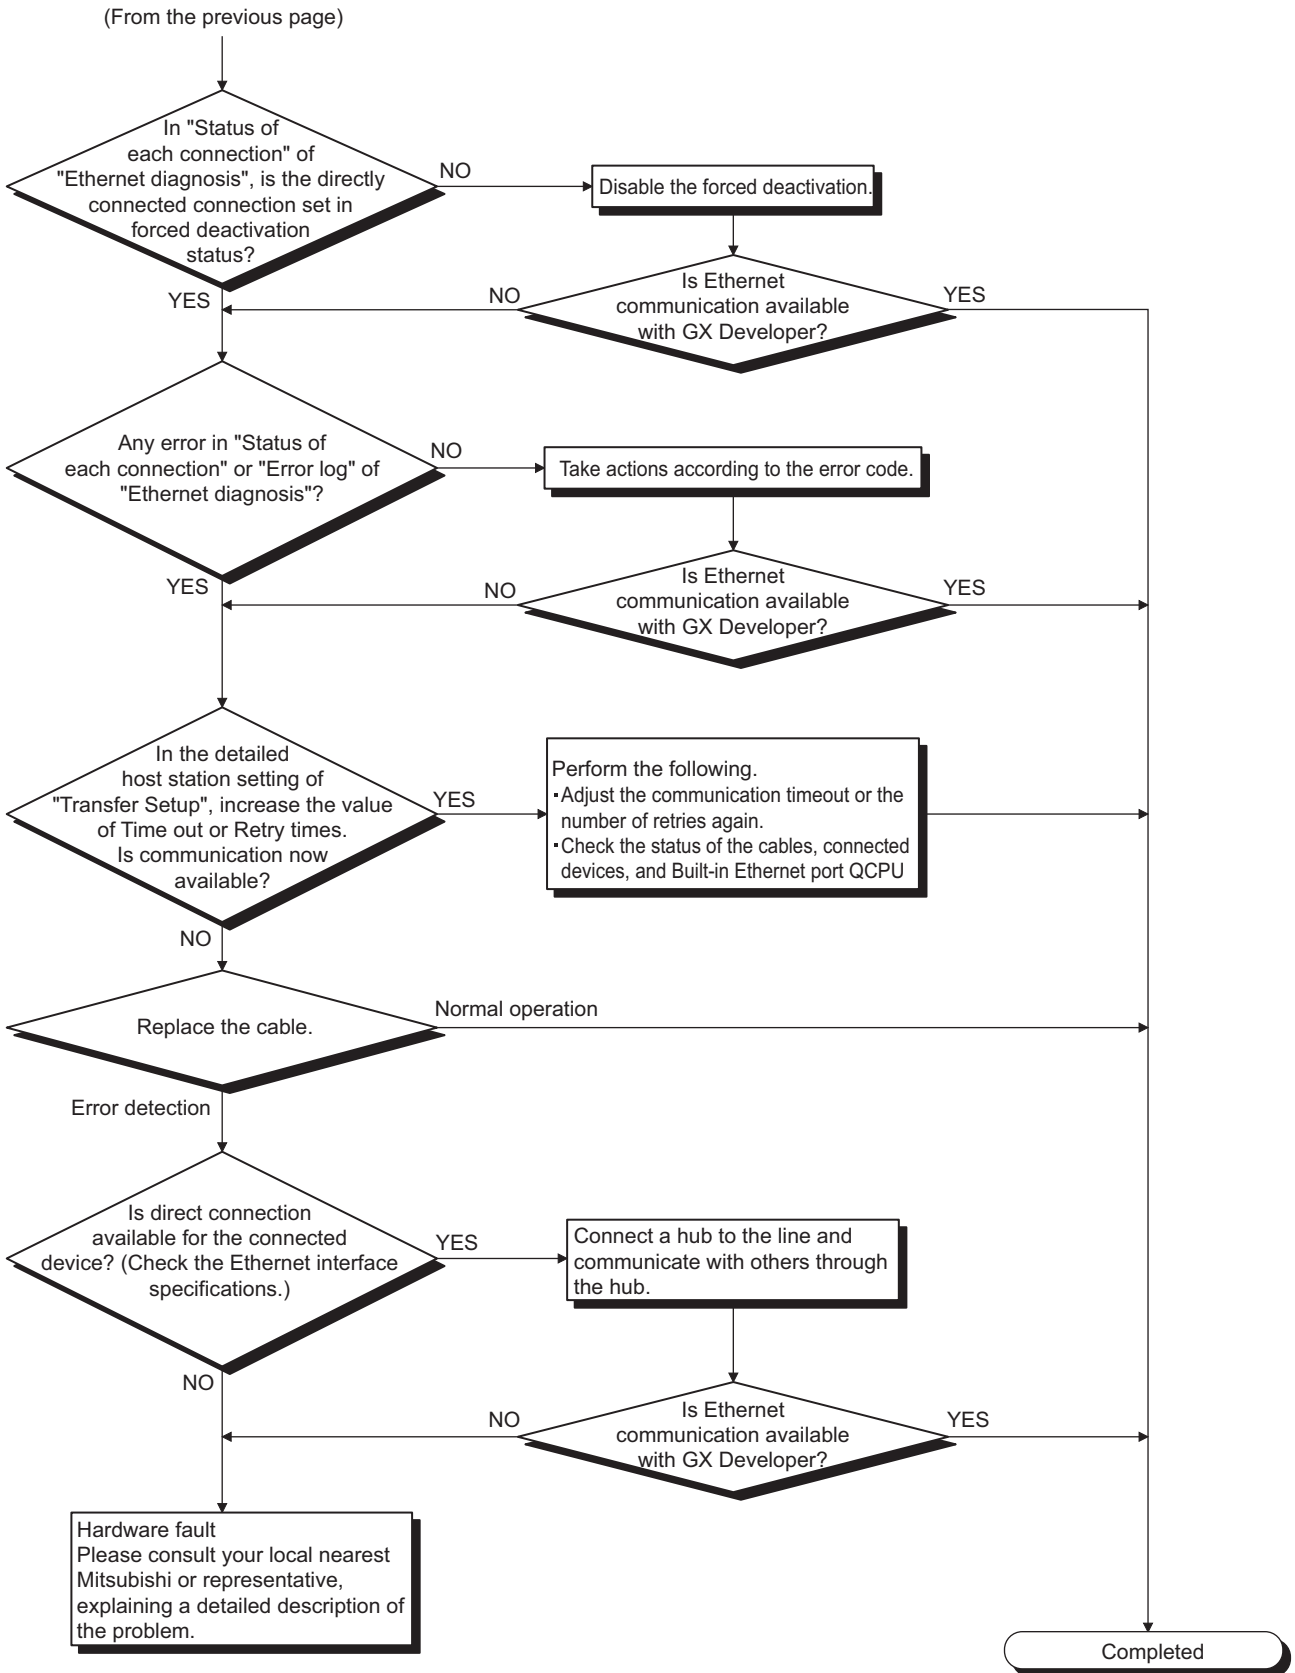 (From the previous page)
In "Status of
each connection" of
"Ethernet diagnosis", is the directly
connected connection set in
forced deactivation
status?
NO
Disable the forced deactivation.
YES
NO
Is Ethernet
communication available
with GX Developer?
YES
Any error in "Status of
each connection" or "Error log" of
"Ethernet diagnosis"?
NO
Take actions according to the error code.
YES
NO
Is Ethernet
communication available
with GX Developer?
YES
In the detailed
host station setting of
"Transfer Setup", increase the value
of Time out or Retry times.
Is communication now
available?
YES
Perform the following.
▪Adjust the communication timeout or the
number of retries again.
▪Check the status of the cables, connected
devices, and Built-in Ethernet port QCPU
NO
Replace the cable.
Normal operation
Error detection
Is direct connection
available for the connected
device? (Check the Ethernet interface
specifications.)
YES
Connect a hub to the line and
communicate with others through
the hub.
NO
NO
Is Ethernet
communication available
with GX Developer?
YES
Hardware fault
Please consult your local nearest
Mitsubishi or representative,
explaining a detailed description of
the problem.
Completed